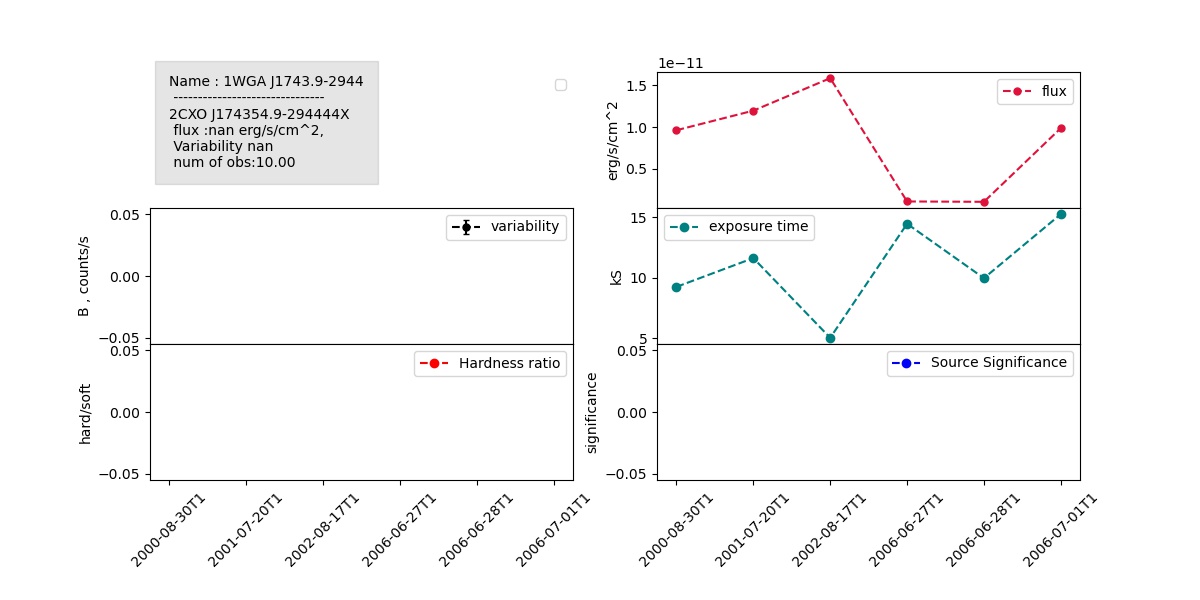 Name : 1WGA J1743.9-2944
-------------------------------
2CXO J174354.9-294444X
flux :nan erg/s/cm^2,
Variability nan
num of obs:10.00
0.05
0.00
−0.05
B , counts/s
variability
0.05
0.00
−0.05
hard/soft
Hardness ratio
2000-08-30T1
2001-07-20T1
2002-08-17T1
2006-06-27T1
2006-06-28T1
2006-07-01T1
1e−11
1.5
1.0
0.5
erg/s/cm^2
flux
15
10
5
kS
exposure time
0.05
0.00
−0.05
significance
Source Significance
2000-08-30T1
2001-07-20T1
2002-08-17T1
2006-06-27T1
2006-06-28T1
2006-07-01T1